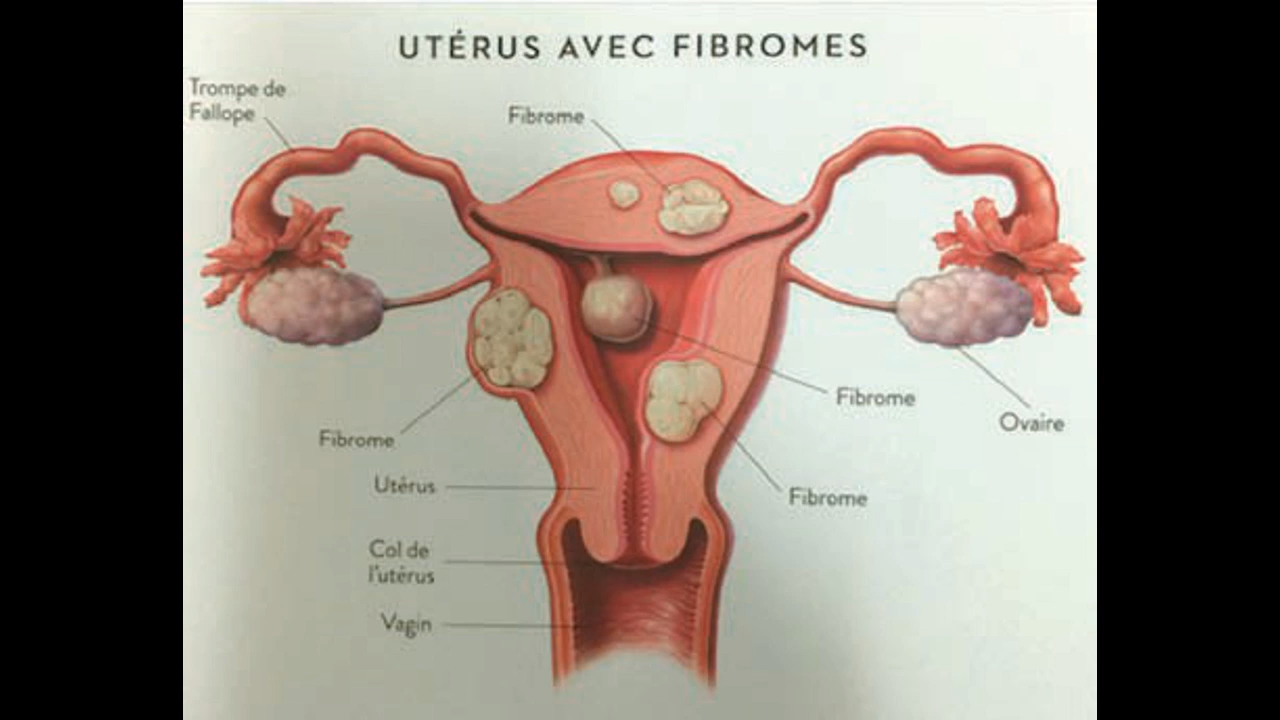 UTÉRUS AVEC FIBROMES
Trompe de
Fallope
Fibrome
Fibrome
Ovaire
Fibrome
Utérus
Fibrome
Col de
l'utérus
Vagin